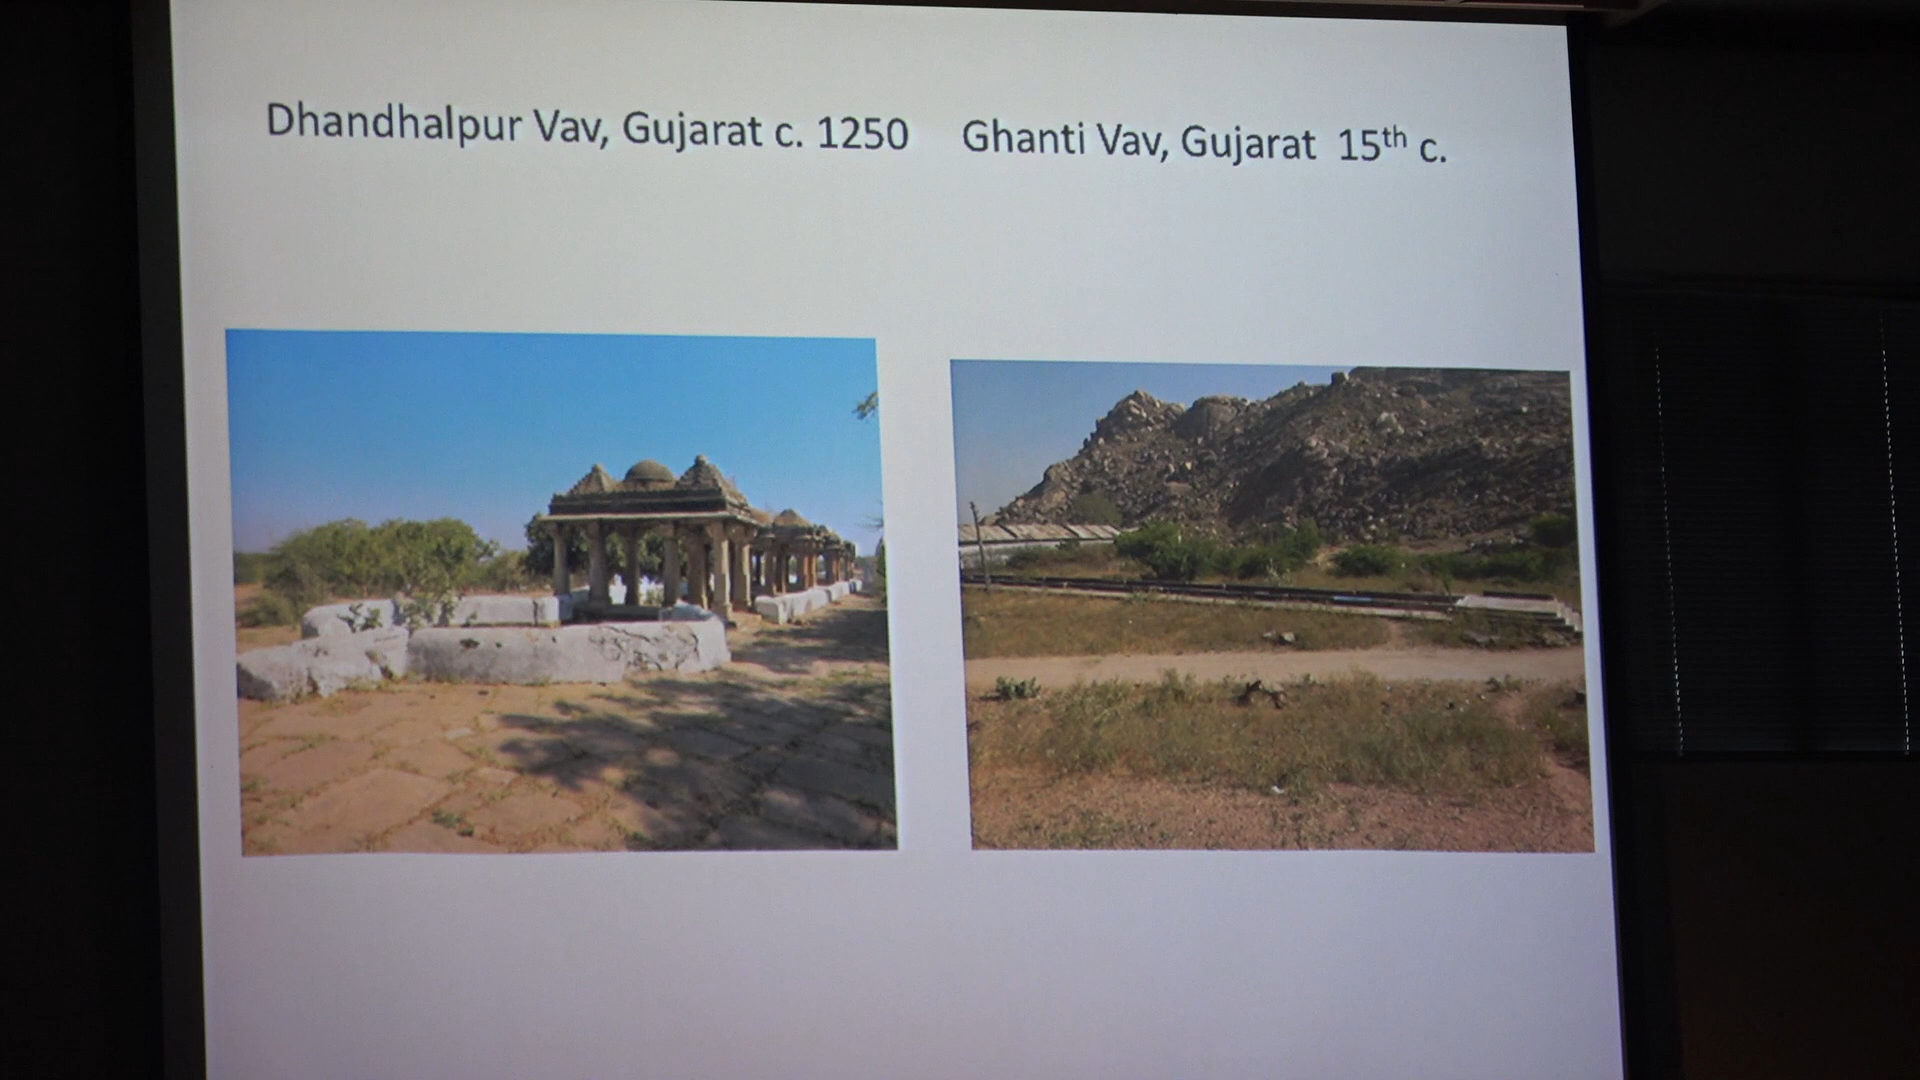 Dhandhalpur Vav, Gujarat c. 1250
Ghanti Vav, Gujarat 15th c.